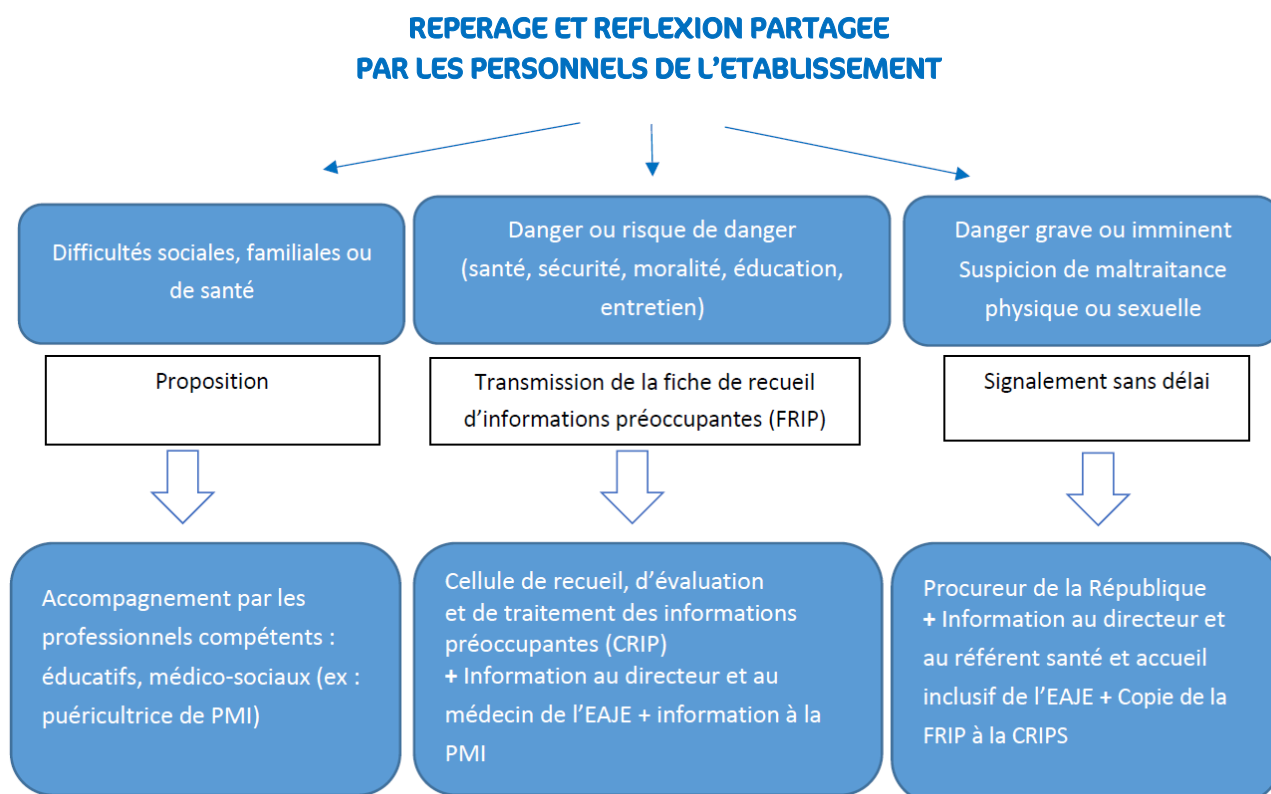 REPERAGE ET REFLEXION PARTAGEE
PAR LES PERSONNELS DE L'ETABLISSEMENT
Difficultés sociales, familiales ou
de santé
Danger ou risque de danger
(santé, sécurité, moralité, éducation,
entretien)
Danger grave ou imminent
Suspicion de maltraitance
physique ou sexuelle
Proposition
Transmission de la fiche de recueil
d'informations préoccupantes (FRIP)
Signalement sans délai
Accompagnement par les
professionnels compétents :
éducatifs, médico-sociaux (ex :
puéricultrice de PMI)
Cellule de recueil, d'évaluation
et de traitement des informations
préoccupantes (CRIP)
+ Information au directeur et au
médecin de l'EAJE + information à la
PMI
Procureur de la République
+ Information au directeur et
au référent santé et accueil
inclusif de l'EAJE + Copie de la
FRIP à la CRIPS